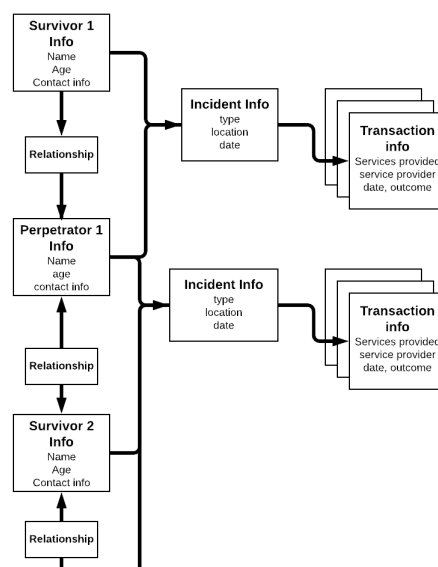 Survivor 1
Info
Name
Age
Contact info
Relationship
Perpetrator 1
Info
Name
age
contact info
Relationship
Survivor 2
Info
Name
Age
Contact info
Relationship
Incident Info
type
location
date
Incident Info
type
location
date
Transaction
info
Services provided
service provider
date, outcome
Transaction
info
Services provided
service provider
date, outcome